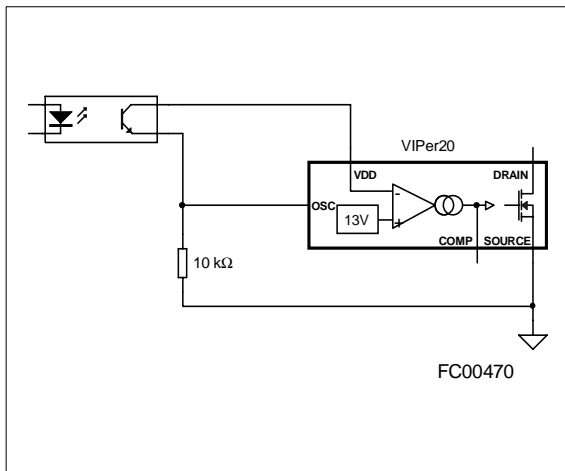 VIPer20
VDD
DRAIN
OSC
-
13V
+
COMP
SOURCE
10 kΩ
FC00470